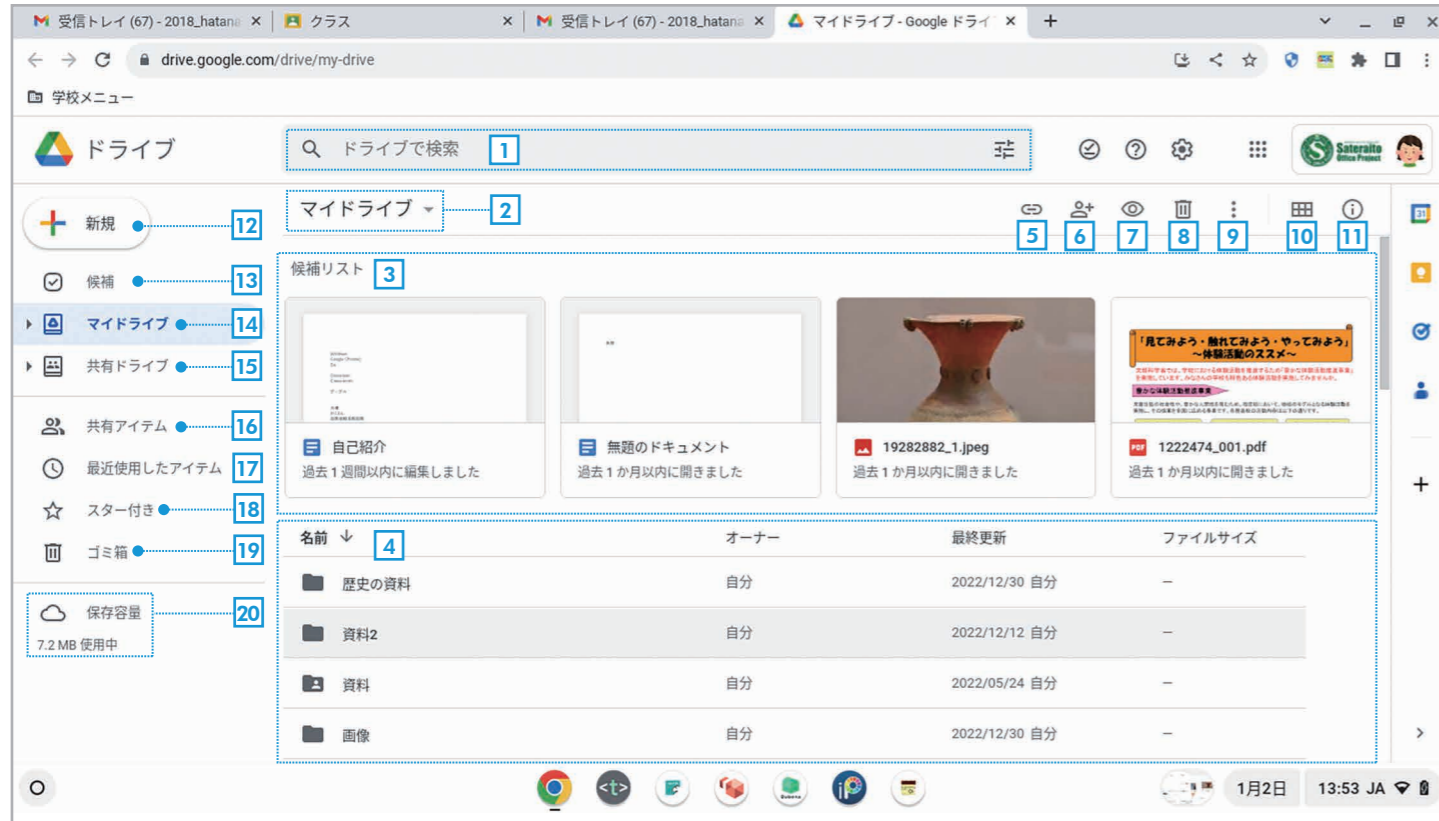 受信トレイ (67) - 2018_hatana
クラス
受信トレイ (67) - 2018_hatana
マイドライブ - Google ドライ
drive.google.com/drive/my-drive
学校メニュー
ドライブ
ドライブで検索
1
Sateraito
Office Project
新規
12
マイドライブ
2
5
6
7
8
9
10
11
31
候補
13
マイドライブ
14
共有ドライブ
15
共有アイテム
16
最近使用したアイテム
17
スター付き
18
ゴミ箱
19
保存容量
20
7.2 MB 使用中
候補リスト
3
自己紹介
過去 1 週間以内に編集しました
無題のドキュメント
過去 1 か月以内に開きました
19282882_1.jpeg
過去 1 か月以内に開きました
「見てみよう・触れてみよう・やってみよう」
~体験活動のススメ~
豊かな体験活動推進事業
PDF
1222474_001.pdf
過去 1 か月以内に開きました
名前
4
オーナー
最終更新
ファイルサイズ
歴史の資料
自分
2022/12/30 自分
–
資料2
自分
2022/12/12 自分
–
資料
自分
2022/05/24 自分
–
画像
自分
2022/12/30 自分
–
<t>
iP
1月2日
13:53 JA